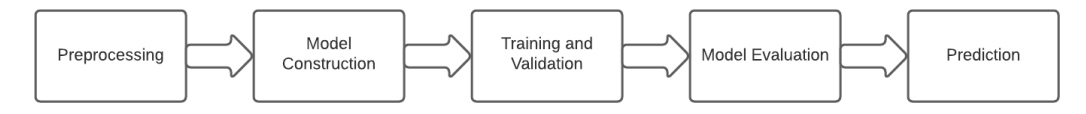 Preprocessing
Model
Construction
Training and
Validation
Model Evaluation
Prediction